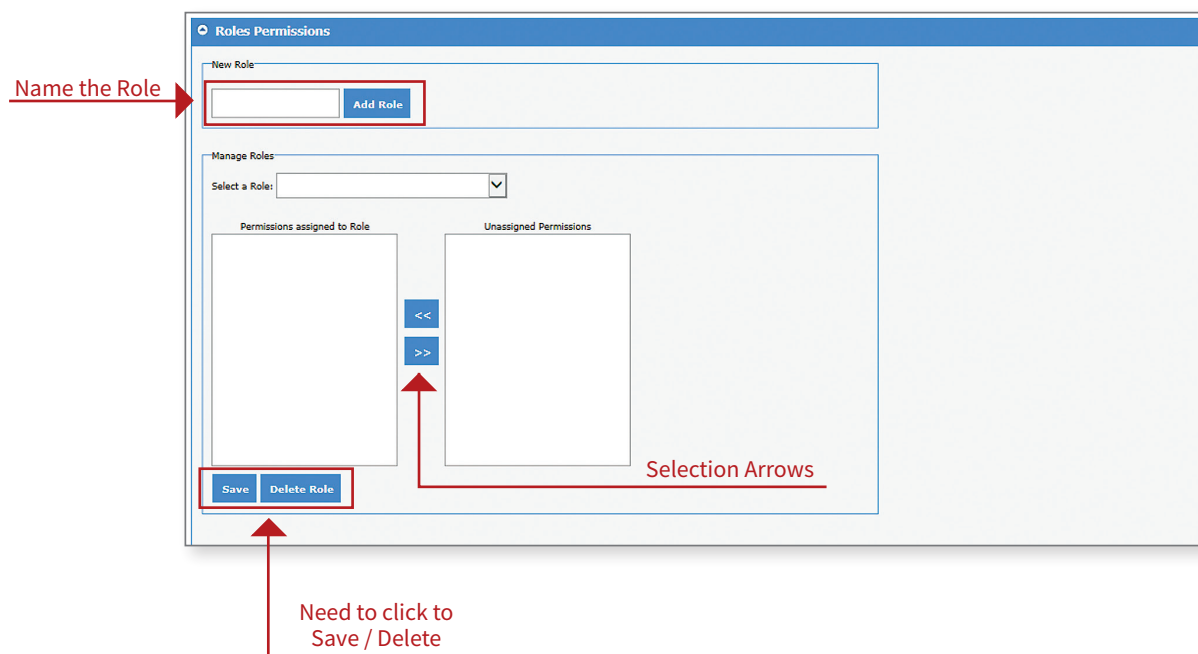 Roles Permissions
New Role
Name the Role
Add Role
Manage Roles
Select a Role:
Permissions assigned to Role
Unassigned Permissions
<<
>>
Selection Arrows
Save
Delete Role
Need to click to
Save / Delete